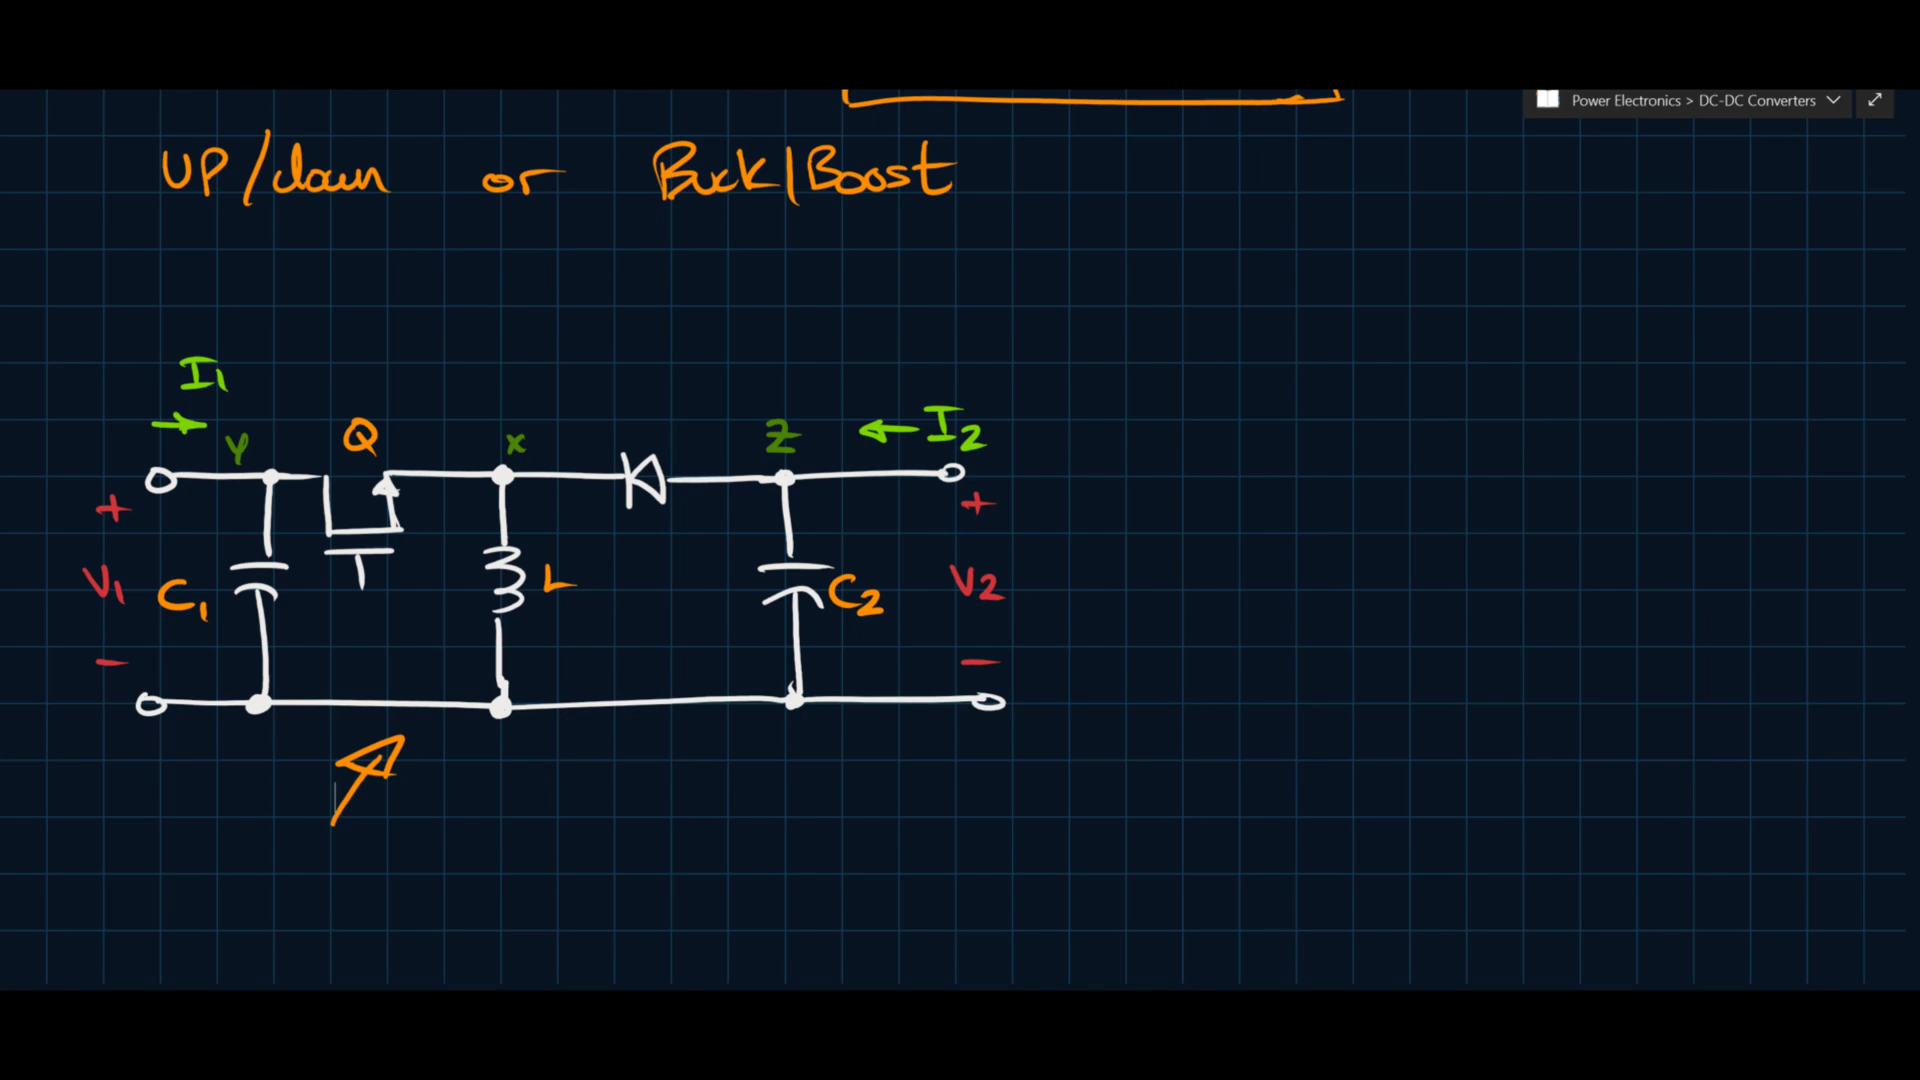 Power Electronics > DC-DC Converters
UP/down or Buck/Boost
I1
Y Q x Z I2
+ +
V1 C1 L C2 V2
- -